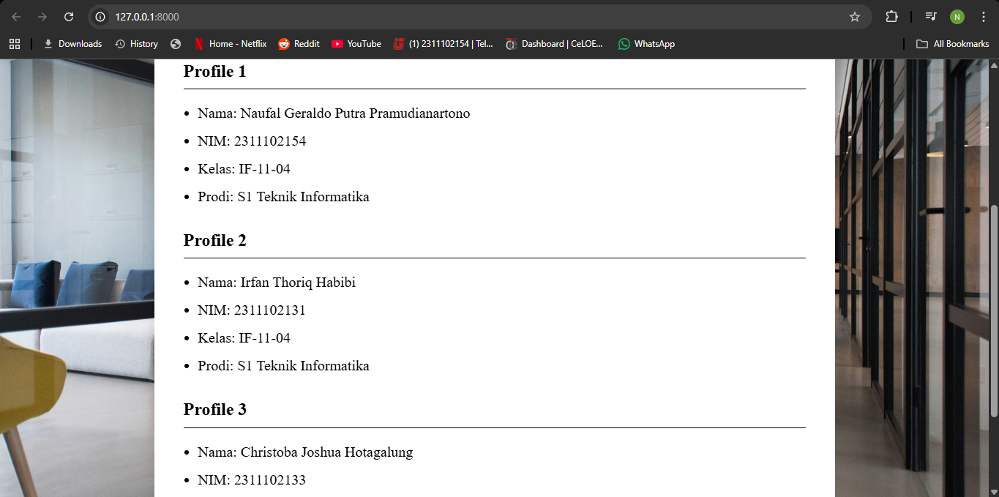 127.0.0.1:8000
N
Downloads
History
Home - Netflix
Reddit
YouTube
(1) 2311102154 | Tel...
Dashboard | CeLOE...
WhatsApp
All Bookmarks
Profile 1
• Nama: Naufal Geraldo Putra Pramudianartono
• NIM: 2311102154
• Kelas: IF-11-04
• Prodi: S1 Teknik Informatika
Profile 2
• Nama: Irfan Thoriq Habibi
• NIM: 2311102131
• Kelas: IF-11-04
• Prodi: S1 Teknik Informatika
Profile 3
• Nama: Christoba Joshua Hotagalung
• NIM: 2311102133